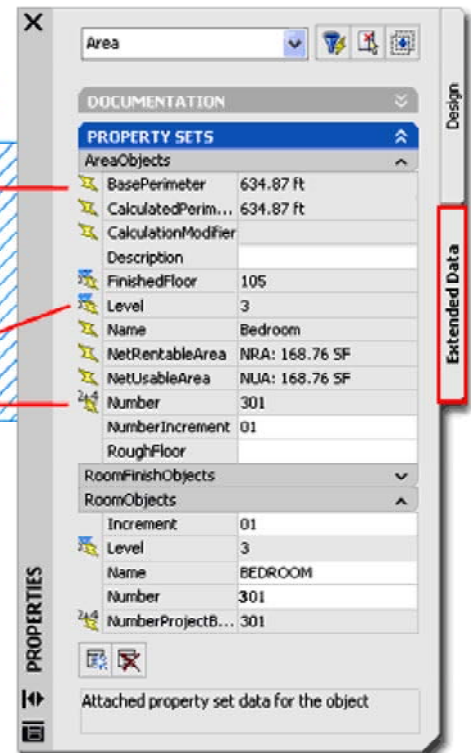 Area
Design
DOCUMENTATION
PROPERTY SETS
AreaObjects
BasePerimeter 634.87 ft
CalculatedPerim... 634.87 ft
CalculationModifier
Description
FinishedFloor 105
Level 3
Name Bedroom
NetRentableArea NRA: 168.76 SF
NetUsableArea NUA: 168.76 SF
Number 301
NumberIncrement 01
RoughFloor
RoomFinishObjects
RoomObjects
Increment 01
Level 3
Name BEDROOM
Number 301
NumberProjectB... 301
Extended Data
PROPERTIES
Attached property set data for the object